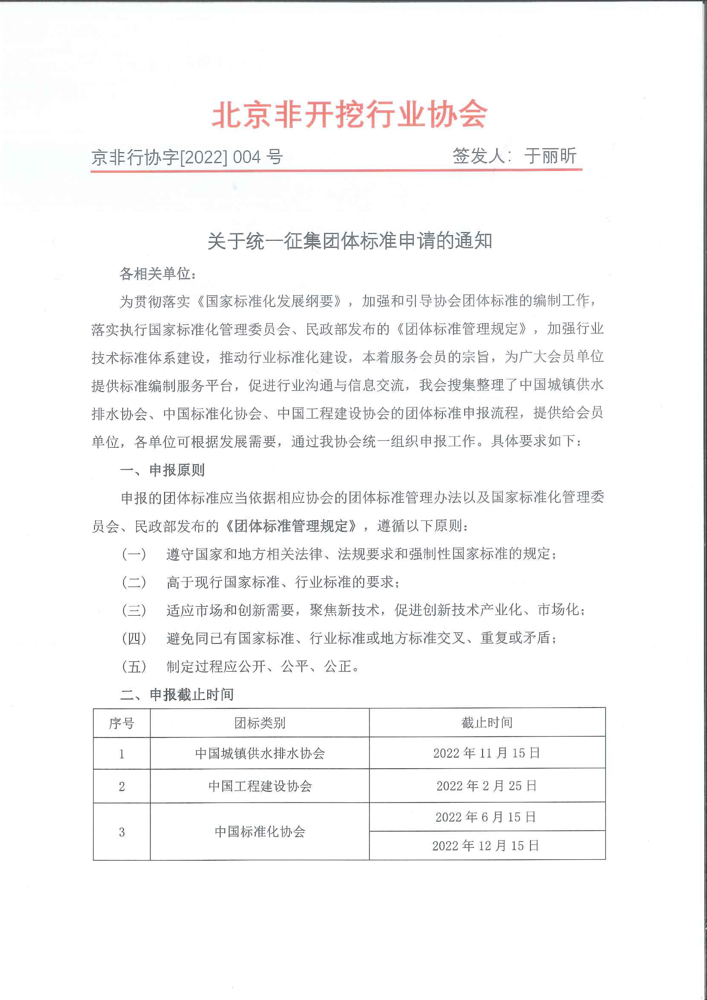 北京非开挖行业协会
京非行协字[2022] 004 号 签发人：于丽昕
关于统一征集团体标准申请的通知
各相关单位：
为贯彻落实《国家标准化发展纲要》，加强和引导协会团体标准的编制工作，
落实执行国家标准化管理委员会、民政部发布的《团体标准管理规定》，加强行业
技术标准体系建设，推动行业标准化建设，本着服务会员的宗旨，为广大会员单位
提供标准编制服务平台，促进行业沟通与信息交流，我会搜集整理了中国城镇供水
排水协会、中国标准化协会、中国工程建设协会的团体标准申报流程，提供给会员
单位，各单位可根据发展需要，通过我协会统一组织申报工作。具体要求如下：
一、申报原则
申报的团体标准应当依据相应协会的团体标准管理办法以及国家标准化管理委
员会、民政部发布的《团体标准管理规定》，遵循以下原则：
(一) 遵守国家和地方相关法律、法规要求和强制性国家标准的规定；
(二) 高于现行国家标准、行业标准的要求；
(三) 适应市场和创新需要，聚焦新技术，促进创新技术产业化、市场化；
(四) 避免同已有国家标准、行业标准或地方标准交叉、重复或矛盾；
(五) 制定过程应公开、公平、公正。
二、申报截止时间
序号 团标类别 截止时间
1 中国城镇供水排水协会 2022 年 11 月 15 日
2 中国工程建设协会 2022 年 2 月 25 日
3 中国标准化协会 2022 年 6 月 15 日
2022 年 12 月 15 日